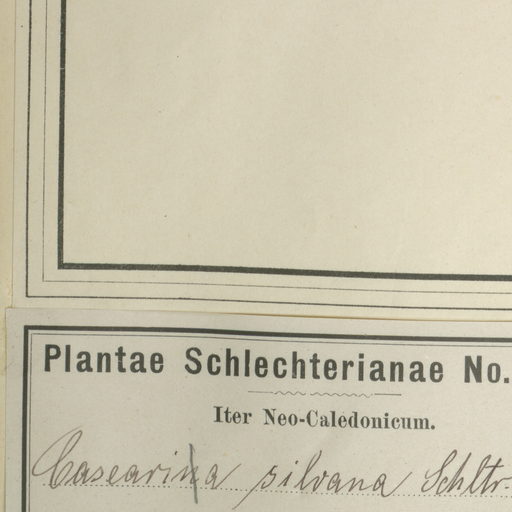 Plantae Schlechterianae No.
Iter Neo-Caledonicum.
Casearia silvana Schltr.